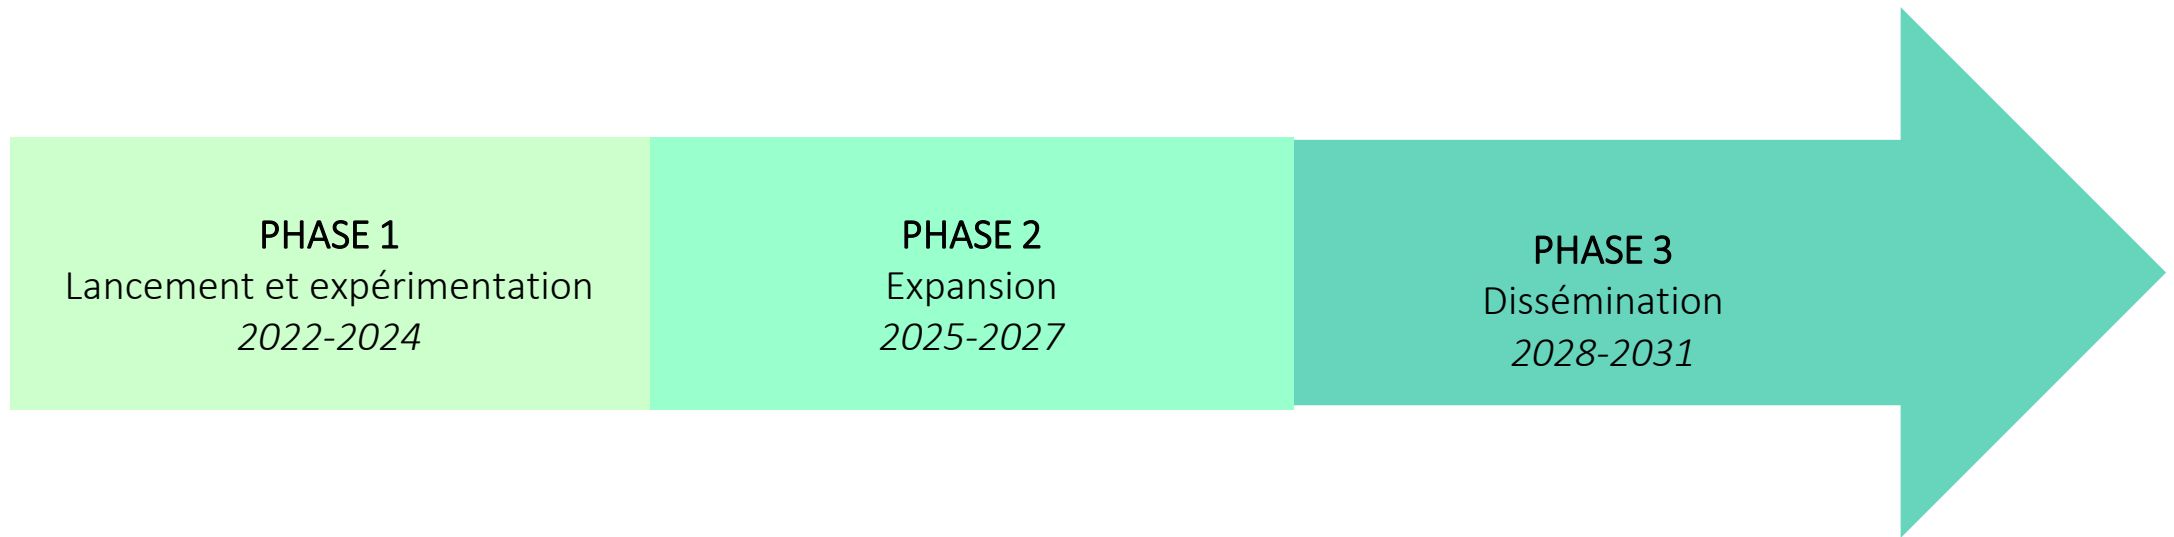 PHASE 1
Lancement et expérimentation
2022-2024
PHASE 2
Expansion
2025-2027
PHASE 3
Dissémination
2028-2031